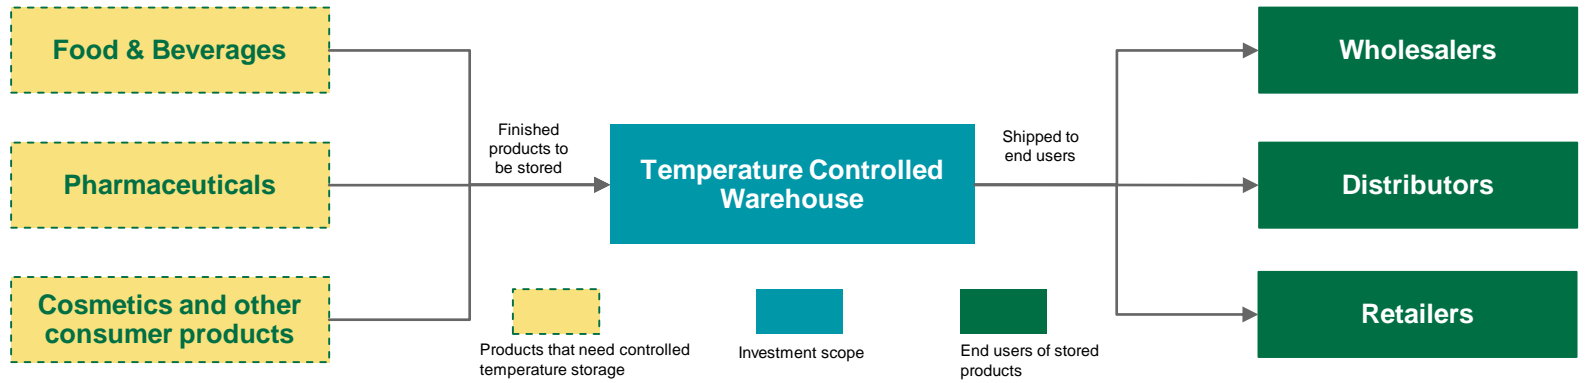 Food & Beverages
Pharmaceuticals
Cosmetics and other
consumer products
Finished
products to
be stored
Temperature Controlled
Warehouse
Shipped to
end users
Wholesalers
Distributors
Retailers
Products that need controlled
temperature storage
Investment scope
End users of stored
products